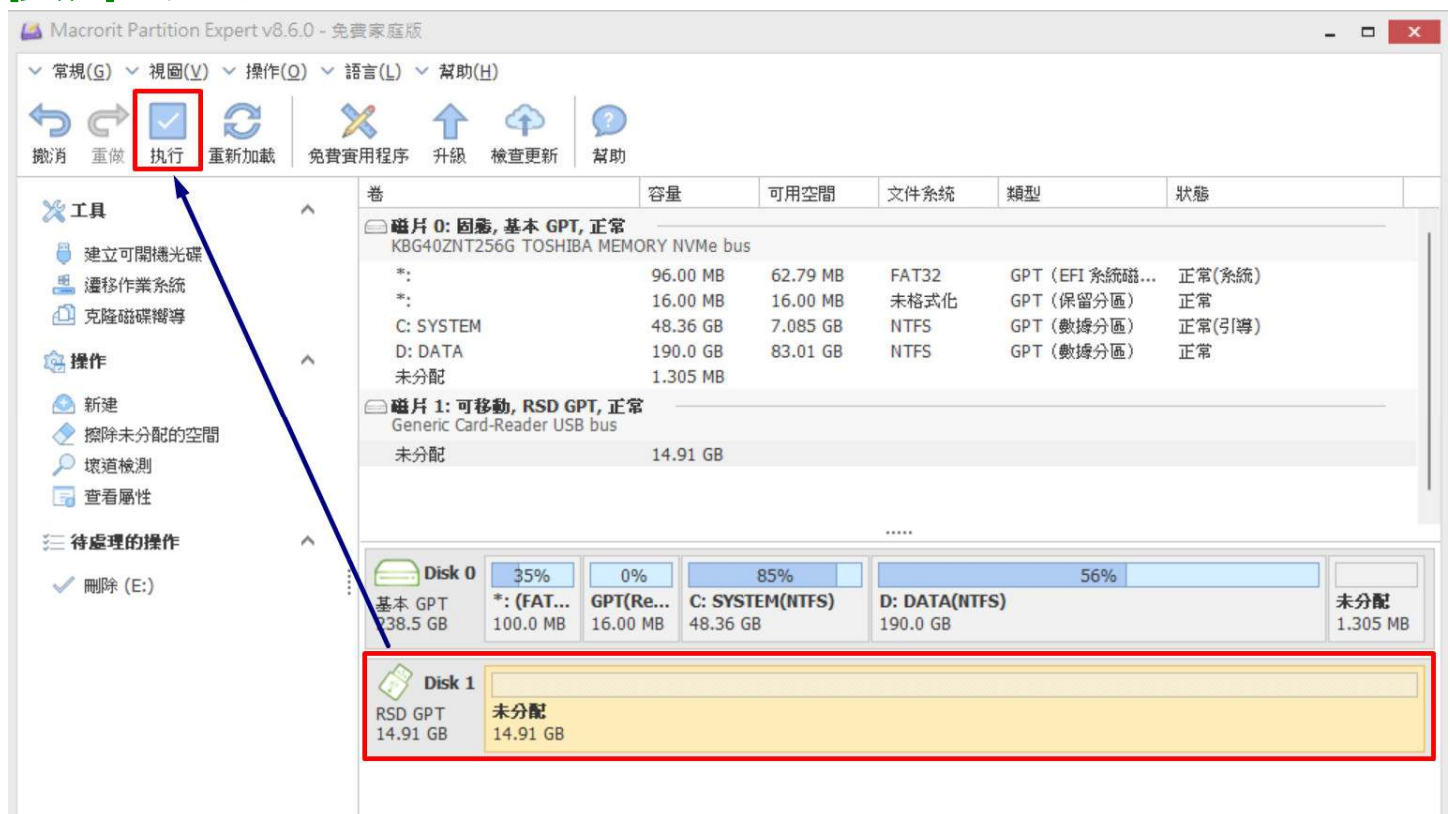 Macrorit Partition Expert v8.6.0 - 免費家庭版
常規(G) 視圖(V) 操作(O) 語言(L) 幫助(H)
撤消 重做 执行 重新加載 免費實用程序 升級 檢查更新 幫助
卷 容量 可用空間 文件系統 類型 狀態
工具
建立可開機光碟
遷移作業系統
克隆磁碟嚮導
操作
新建
擦除未分配的空間
壞道檢測
查看屬性
待處理的操作
刪除 (E:)
磁片 0: 固態, 基本 GPT, 正常
KBG40ZNT256G TOSHIBA MEMORY NVMe bus
*: 96.00 MB 62.79 MB FAT32 GPT（EFI 系統磁... 正常(系統)
*: 16.00 MB 16.00 MB 未格式化 GPT（保留分區） 正常
C: SYSTEM 48.36 GB 7.085 GB NTFS GPT（數據分區） 正常(引導)
D: DATA 190.0 GB 83.01 GB NTFS GPT（數據分區） 正常
未分配 1.305 MB
磁片 1: 可移動, RSD GPT, 正常
Generic Card-Reader USB bus
未分配 14.91 GB
Disk 0 35% 0% 85% 56%
基本 GPT *: (FAT... GPT(Re... C: SYSTEM(NTFS) D: DATA(NTFS) 未分配
238.5 GB 100.0 MB 16.00 MB 48.36 GB 190.0 GB 1.305 MB
Disk 1
RSD GPT 未分配
14.91 GB 14.91 GB